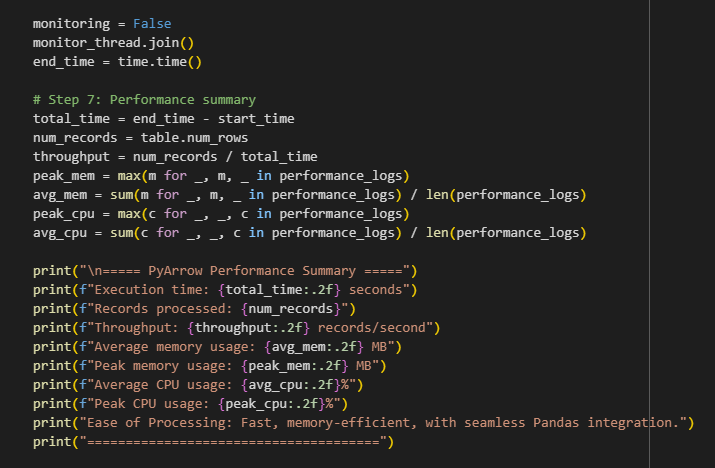 monitoring = False
monitor_thread.join()
end_time = time.time()
# Step 7: Performance summary
total_time = end_time - start_time
num_records = table.num_rows
throughput = num_records / total_time
peak_mem = max(m for _, m, _ in performance_logs)
avg_mem = sum(m for _, m, _ in performance_logs) / len(performance_logs)
peak_cpu = max(c for _, _, c in performance_logs)
avg_cpu = sum(c for _, _, c in performance_logs) / len(performance_logs)
print("\n===== PyArrow Performance Summary =====")
print(f"Execution time: {total_time:.2f} seconds")
print(f"Records processed: {num_records}")
print(f"Throughput: {throughput:.2f} records/second")
print(f"Average memory usage: {avg_mem:.2f} MB")
print(f"Peak memory usage: {peak_mem:.2f} MB")
print(f"Average CPU usage: {avg_cpu:.2f}%")
print(f"Peak CPU usage: {peak_cpu:.2f}%")
print("Ease of Processing: Fast, memory-efficient, with seamless Pandas integration.")
print("======================================")